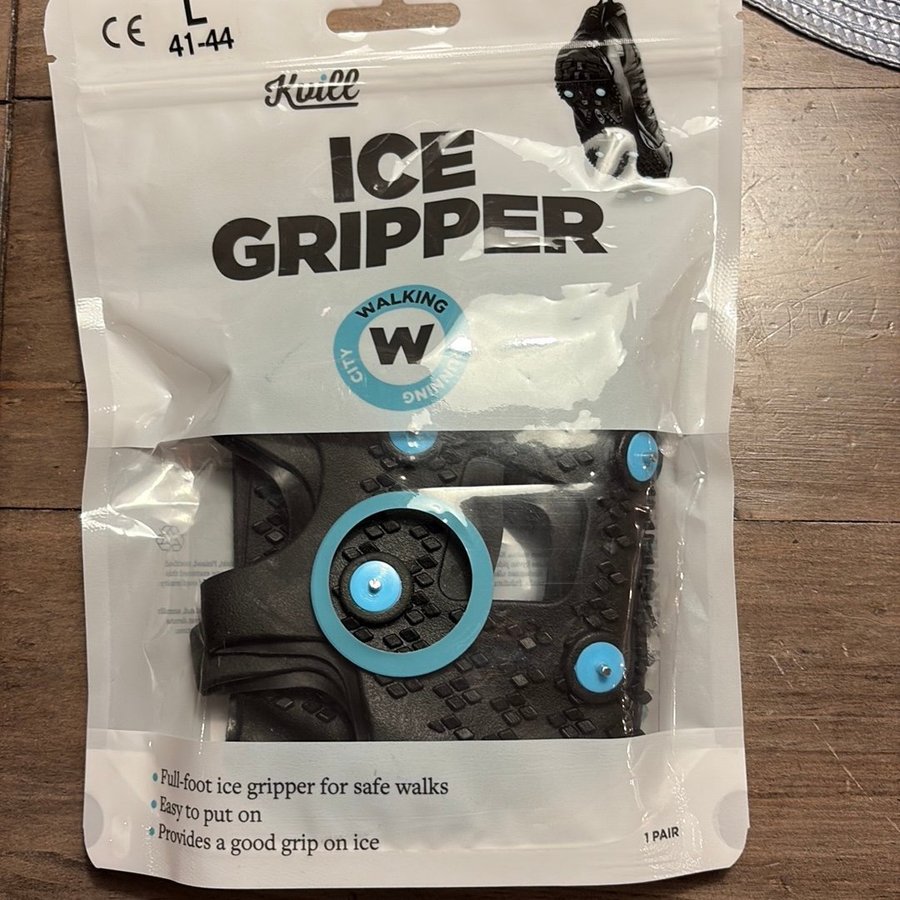 CE
L
41-44
Kvill
ICE
GRIPPER
WALKING
W
CITY
RUNNING
Full-foot ice gripper for safe walks
Easy to put on
Provides a good grip on ice
1 PAIR